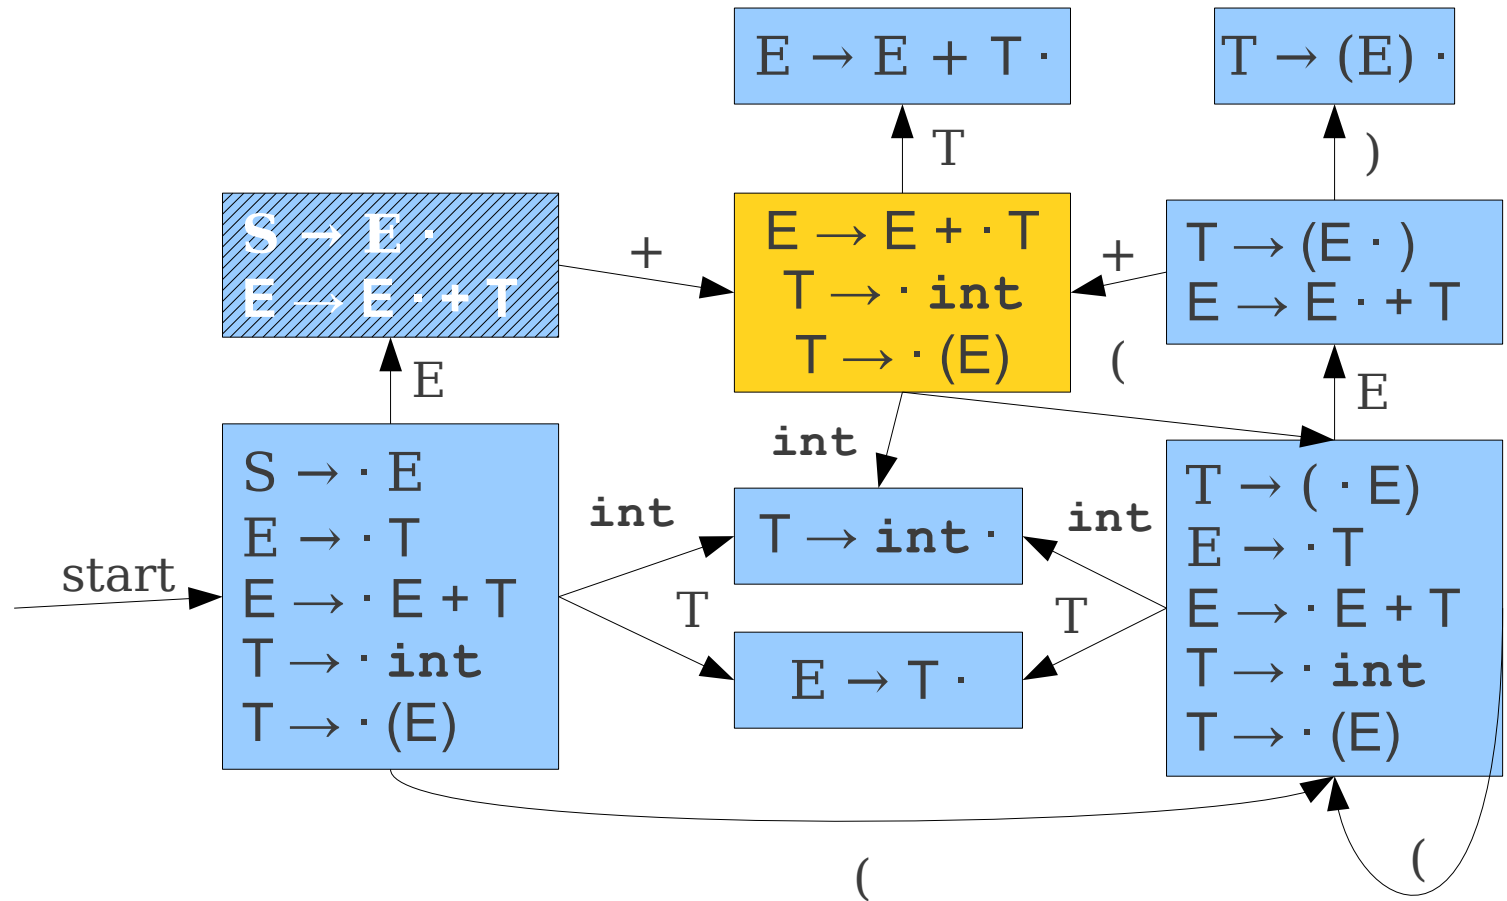 E → E + T ·
T → (E) ·
T
)
S → E ·
E → E · + T
+
E → E + · T
T → · int
T → · (E)
+
T → (E · )
E → E · + T
(
E
E
int
S → · E
E → · T
E → · E + T
T → · int
T → · (E)
start
int
T
T → int ·
E → T ·
int
T
T → ( · E)
E → · T
E → · E + T
T → · int
T → · (E)
(
(